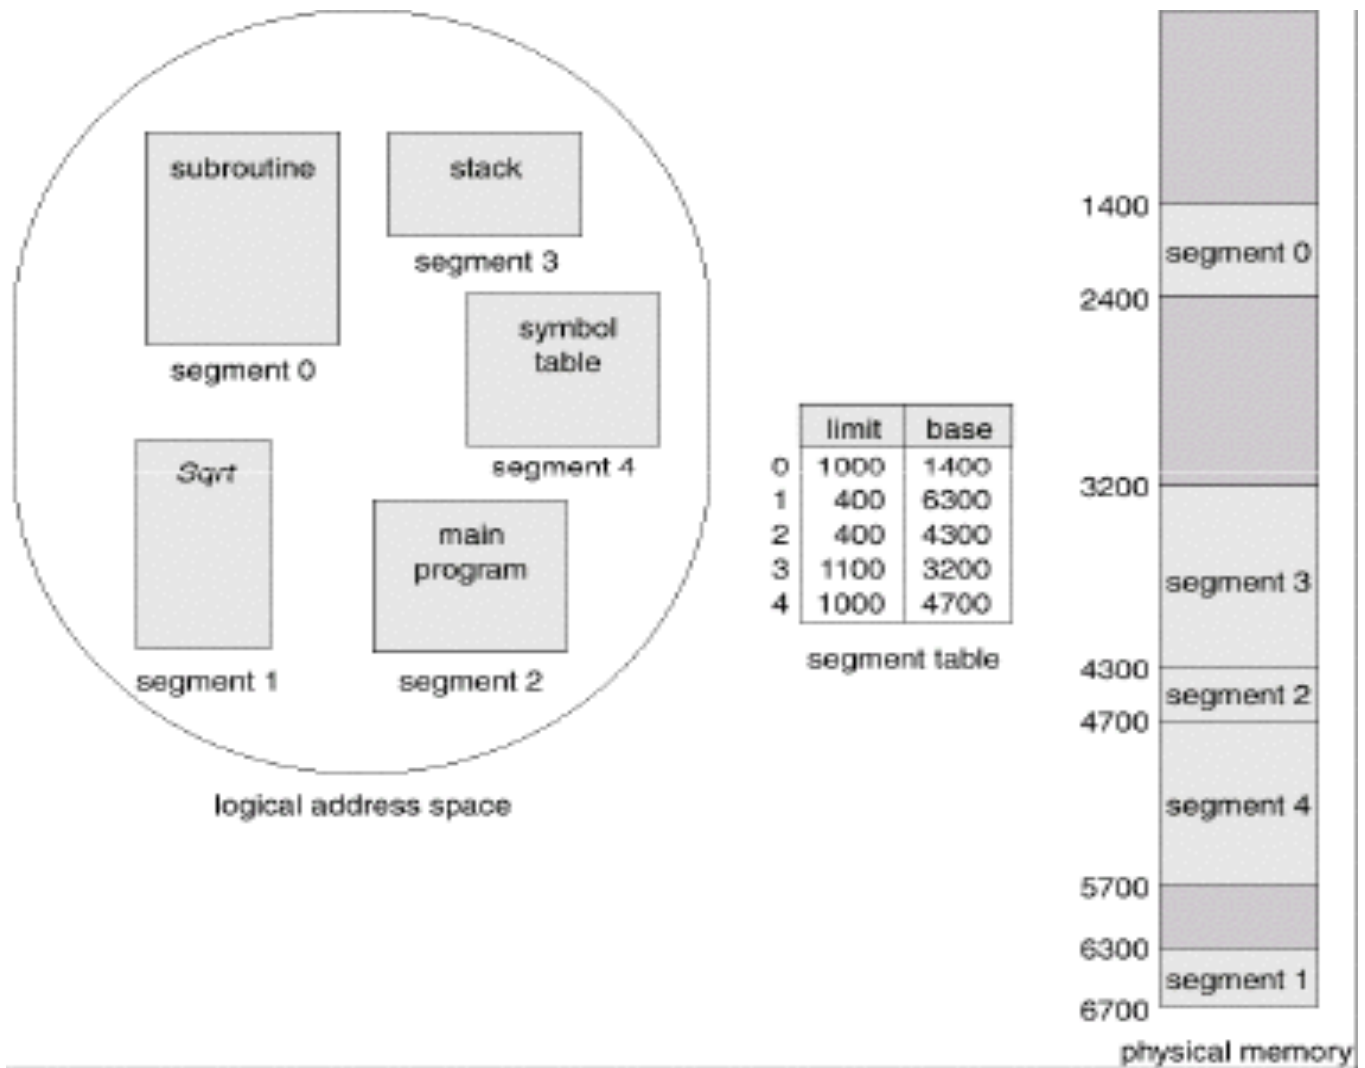 subroutine
segment 0
stack
segment 3
symbol
table
segment 4
Sqrt
segment 1
main
program
segment 2
logical address space
limit base
0 1000 1400
1 400 6300
2 400 4300
3 1100 3200
4 1000 4700
segment table
1400
segment 0
2400
3200
segment 3
4300
segment 2
4700
segment 4
5700
6300
segment 1
6700
physical memory